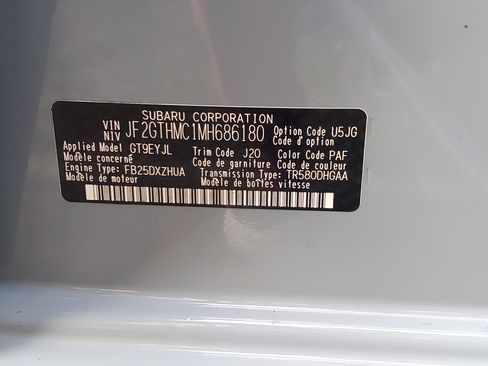 SUBARU CORPORATION
VIN NIV JF2GTHMC1MH686180 Option Code U5JG
Code d'option
Applied Model GT9EYJL Trim Code J20 Color Code PAF
Modèle concerné Code de garniture Code de couleur
Engine Type: FB25DXZHUA Transmission Type: TR580DHGAA
Modèle de moteur Modèle de boîtes vitesse